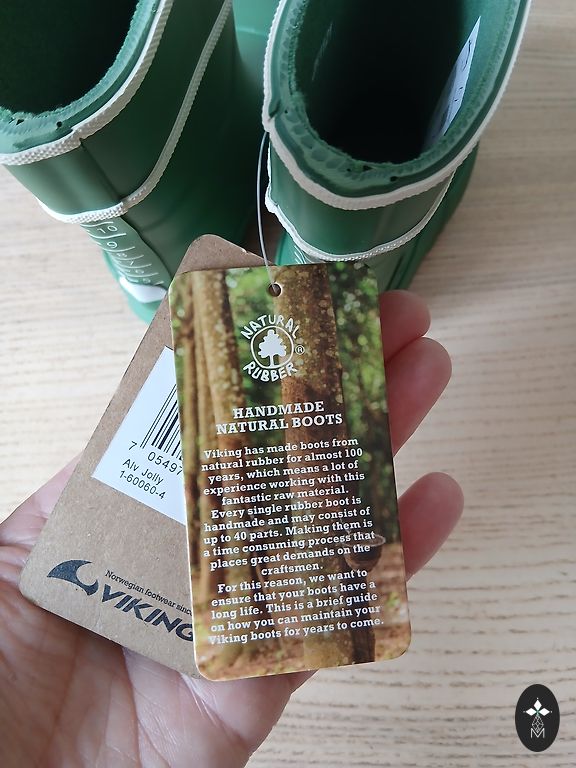 NATURAL
RUBBER
®
HANDMADE
NATURAL BOOTS
Viking has made boots from
natural rubber for almost 100
years, which means a lot of
experience working with this
fantastic raw material.
Every single rubber boot is
handmade and may consist of
up to 40 parts. Making them is
a time consuming process that
places great demands on the
craftsmen.
For this reason, we want to
ensure that your boots have a
long life. This is a brief guide
on how you can maintain your
Viking boots for years to come.
7 05497
Alv Jolly
1-60060-4
Norwegian footwear since
VIKING
M